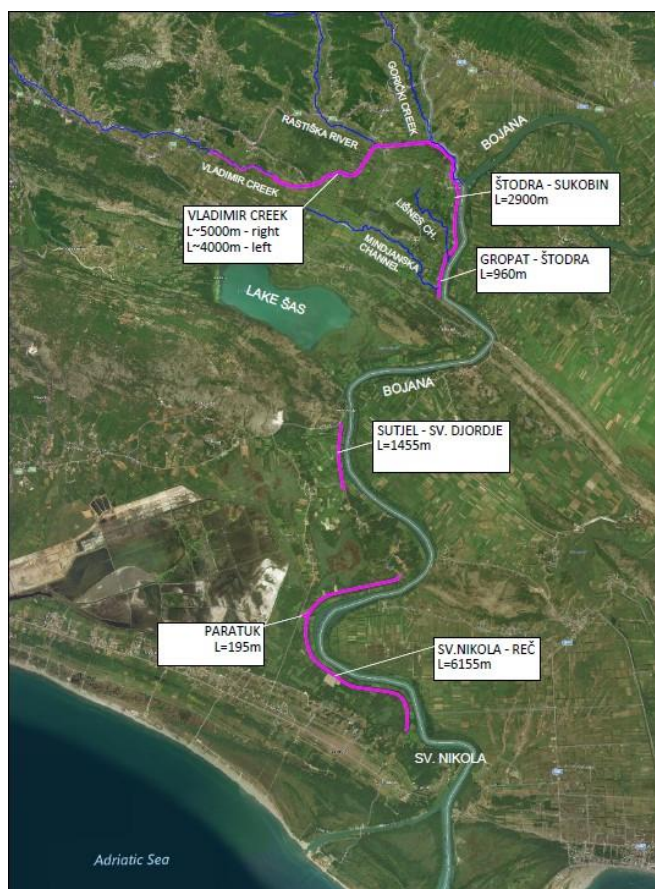 GORIČKI CREEK
BOJANA
RASTIŠKA RIVER
VLADIMIR CREEK
ŠTODRA - SUKOBIN
L=2900m
VLADIMIR CREEK
L~5000m - right
L~4000m - left
LIŠNES CH.
MINDJANSKA
CHANNEL
GROPAT - ŠTODRA
L=960m
LAKE ŠAS
BOJANA
SUTJEL - SV. DJORDJE
L=1455m
PARATUK
L=195m
SV.NIKOLA - REČ
L=6155m
SV. NIKOLA
Adriatic Sea